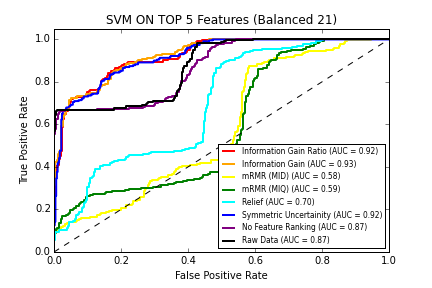 SVM ON TOP 5 Features (Balanced 21)
True Positive Rate
1.0
0.8
0.6
0.4
0.2
0.0
0.0 0.2 0.4 0.6 0.8 1.0
False Positive Rate
Information Gain Ratio (AUC = 0.92)
Information Gain (AUC = 0.93)
mRMR (MID) (AUC = 0.58)
mRMR (MIQ) (AUC = 0.59)
Relief (AUC = 0.70)
Symmetric Uncertainity (AUC = 0.92)
No Feature Ranking (AUC = 0.87)
Raw Data (AUC = 0.87)